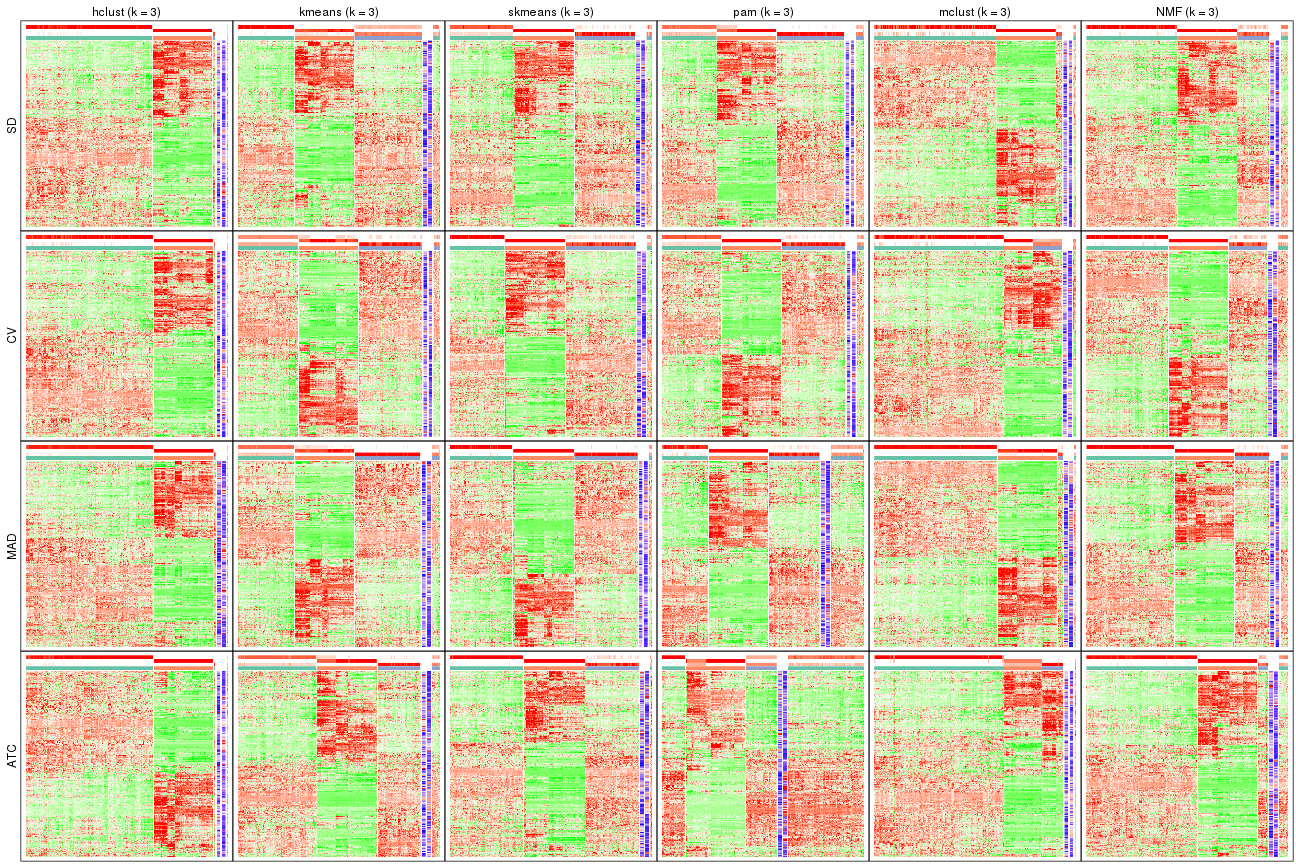 hclust (k = 3) kmeans (k = 3) skmeans (k = 3) pam (k = 3) mclust (k = 3) NMF (k = 3)
SD
CV
MAD
ATC